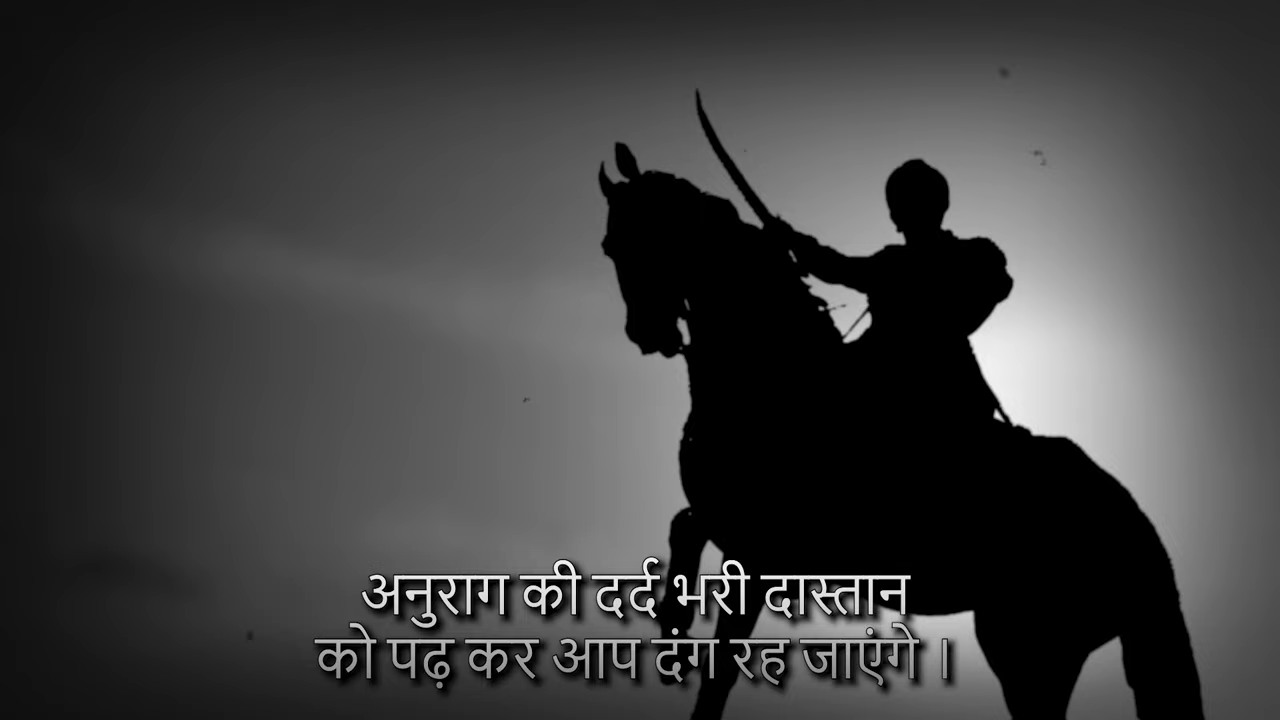 अनुराग की दर्द भरी दास्तान
को पढ़ कर आप दंग रह जाएंगे ।